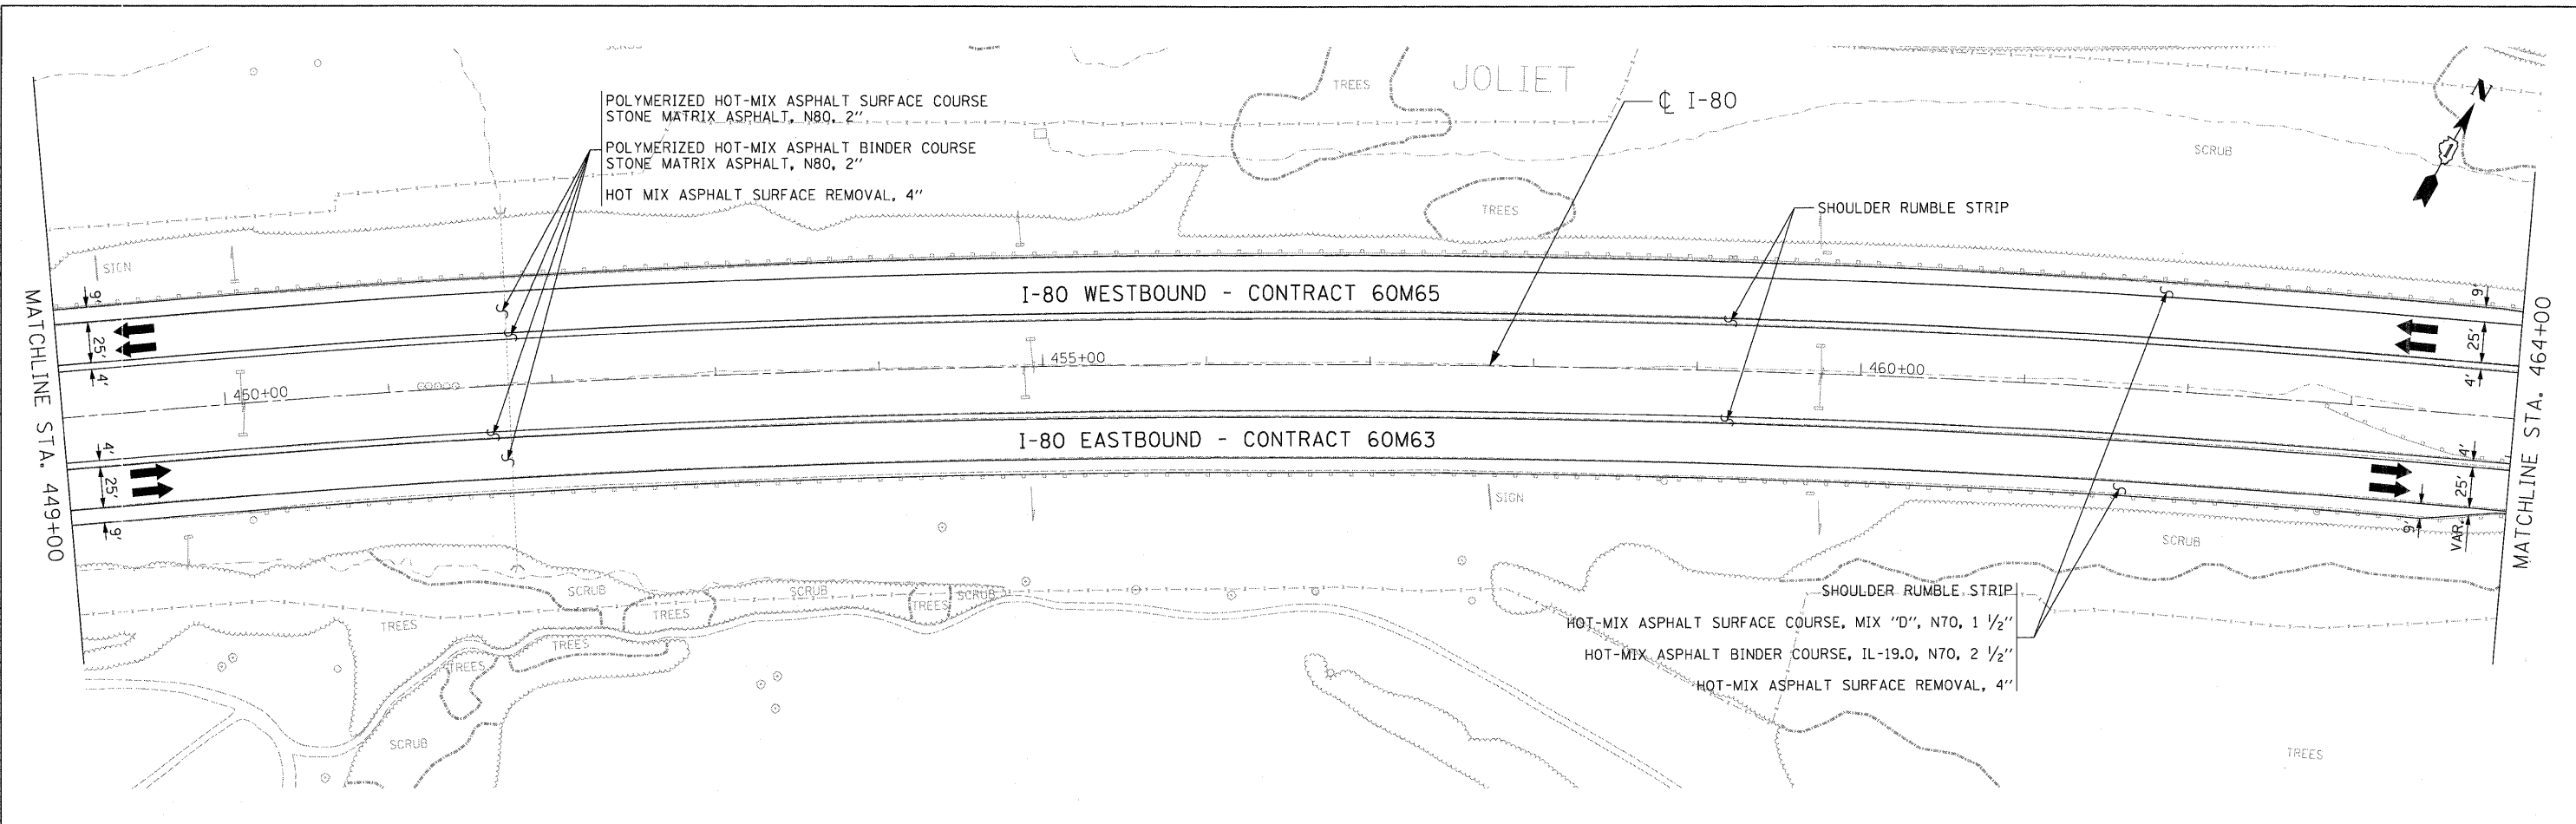 SCRUB
JOLIET
TREES
POLYMERIZED HOT-MIX ASPHALT SURFACE COURSE
STONE MATRIX ASPHALT, N80, 2"
POLYMERIZED HOT-MIX ASPHALT BINDER COURSE
STONE MATRIX ASPHALT, N80, 2"
HOT MIX ASPHALT SURFACE REMOVAL, 4"
℄ I-80
N
SCRUB
TREES
SHOULDER RUMBLE STRIP
SIGN
MATCHLINE STA. 449+00
MATCHLINE STA. 464+00
9'
25'
4'
I-80 WESTBOUND - CONTRACT 60M65
9'
25'
4'
450+00
455+00
460+00
4'
25'
9'
I-80 EASTBOUND - CONTRACT 60M63
4'
25'
9'
VAR.
SIGN
SCRUB
SCRUB
SCRUB
SCRUB
TREES
TREES
TREES
TREES
TREES
SCRUB
SHOULDER RUMBLE STRIP
HOT-MIX ASPHALT SURFACE COURSE, MIX "D", N70, 1 1/2"
HOT-MIX ASPHALT BINDER COURSE, IL-19.0, N70, 2 1/2"
HOT-MIX ASPHALT SURFACE REMOVAL, 4"
TREES